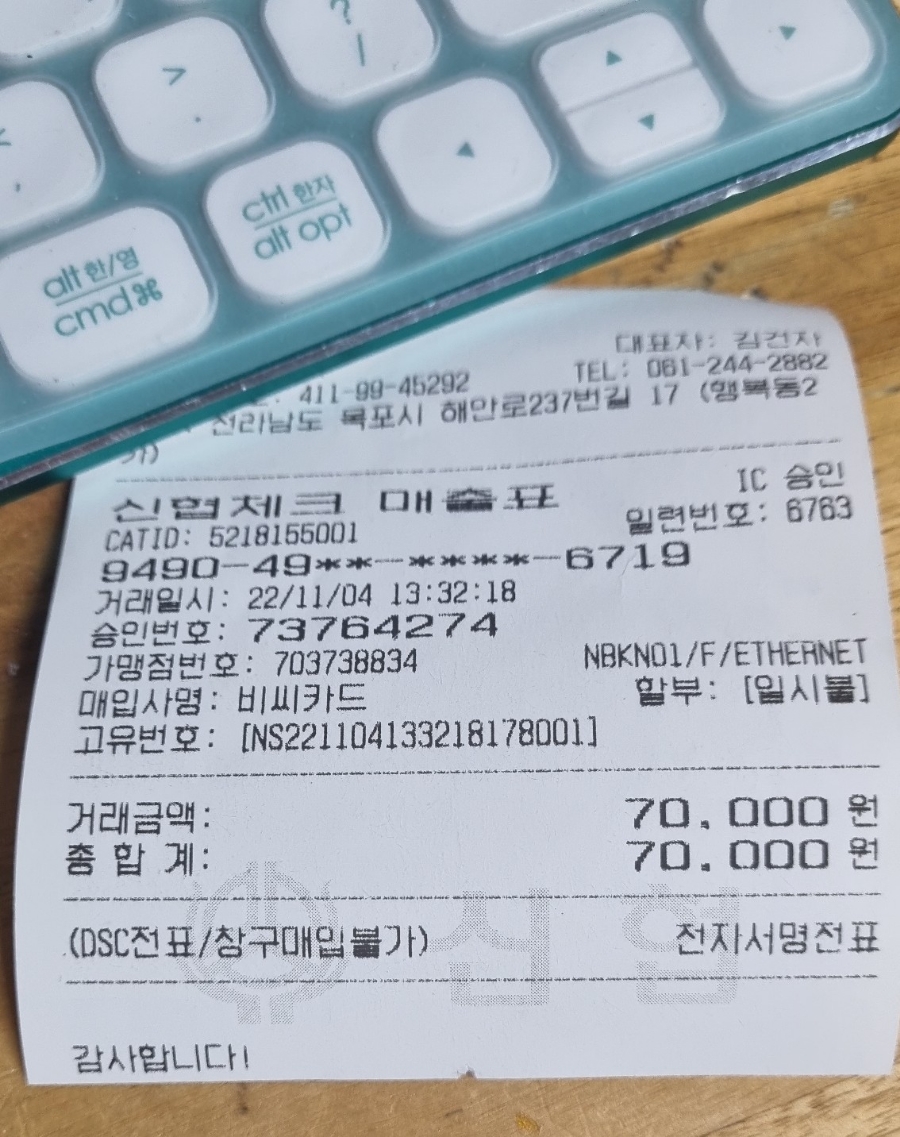 ?
>
.
/
<
,
ctrl 한자
alt opt
alt 한/영
cmd ⌘
대표자: 김건자
411-99-45292 TEL: 061-244-2882
전라남도 목포시 해안로237번길 17 (행복동2
가)
IC 승인
신협체크 매출표
일련번호: 6763
CATID: 5218155001
9490-49**-****-6719
거래일시: 22/11/04 13:32:18
승인번호: 73764274
가맹점번호: 703738834 NBKN01/F/ETHERNET
매입사명: 비씨카드 할부: [일시불]
고유번호: [NS221104133218178001]
거래금액: 70,000 원
총 합 계: 70,000 원
(DSC전표/창구매입불가) 전자서명전표
신협
감사합니다!